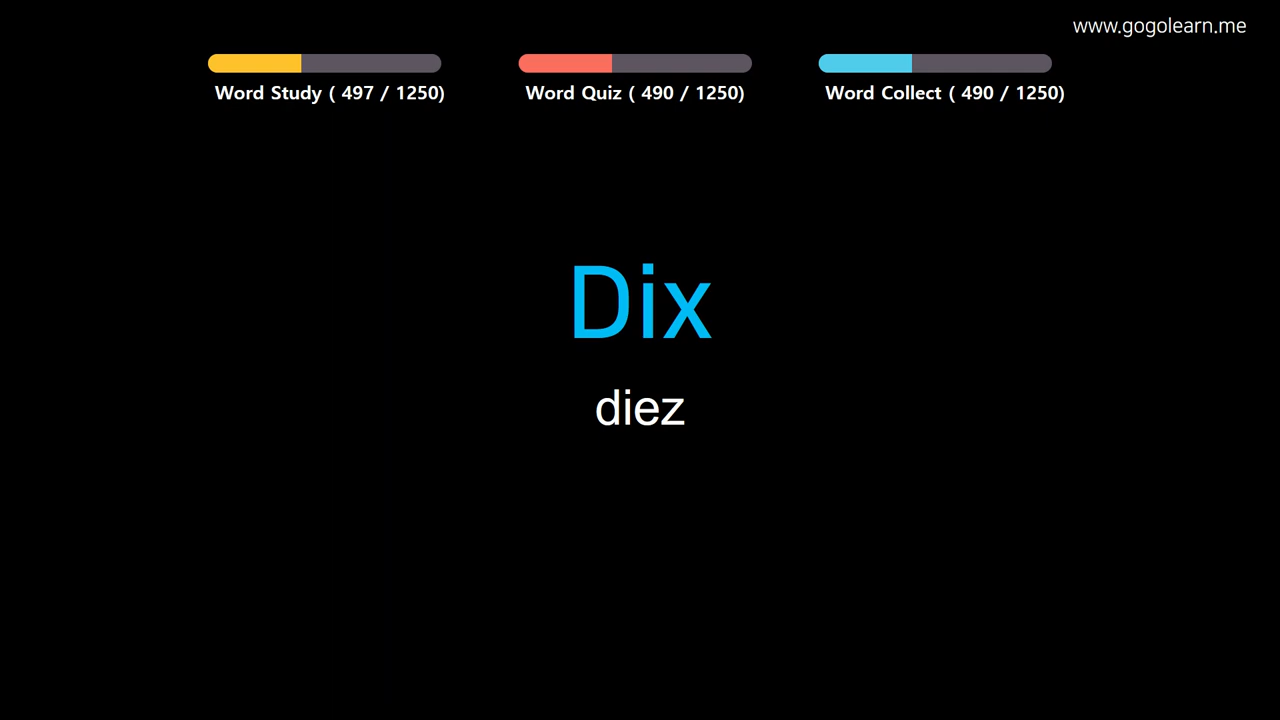 www.gogolearn.me
Word Study ( 497 / 1250)
Word Quiz ( 490 / 1250)
Word Collect ( 490 / 1250)
Dix
diez